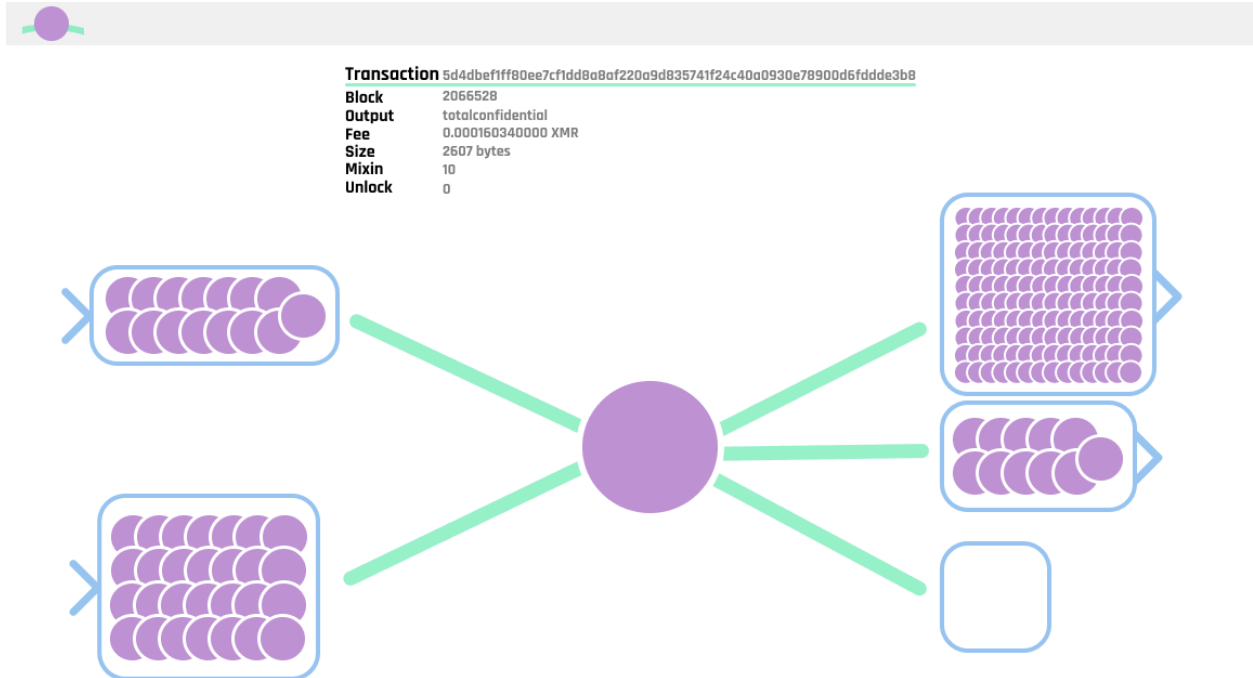 Transaction 5d4dbef1ff80ee7cf1dd8a8af220a9d835741f24c40a0930e78900d6fddde3b8
Block 2066528
Output totalconfidential
Fee 0.000160340000 XMR
Size 2607 bytes
Mixin 10
Unlock 0